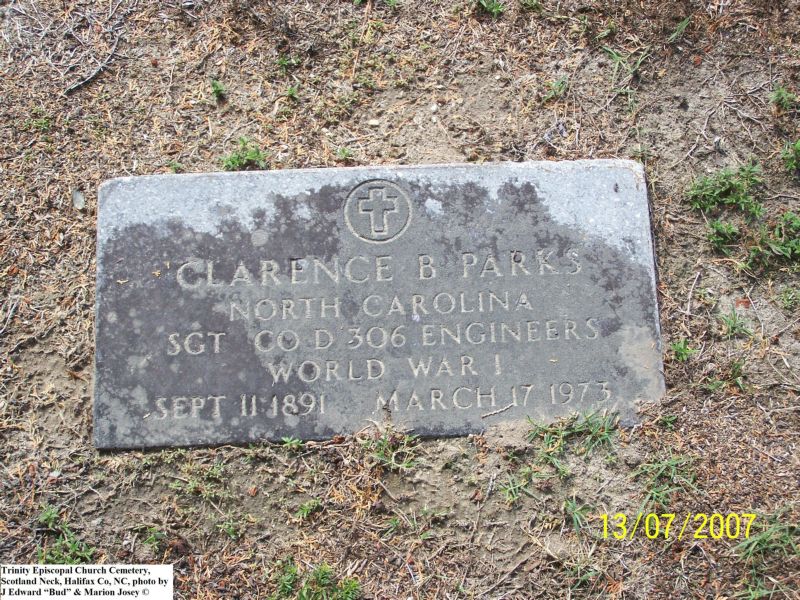 CLARENCE B PARKS
NORTH CAROLINA
SGT CO D 306 ENGINEERS
WORLD WAR I
SEPT 11 1891 MARCH 17 1973
13/07/2007
Trinity Episcopal Church Cemetery,
Scotland Neck, Halifax Co, NC, photo by
J Edward “Bud” & Marion Josey ©